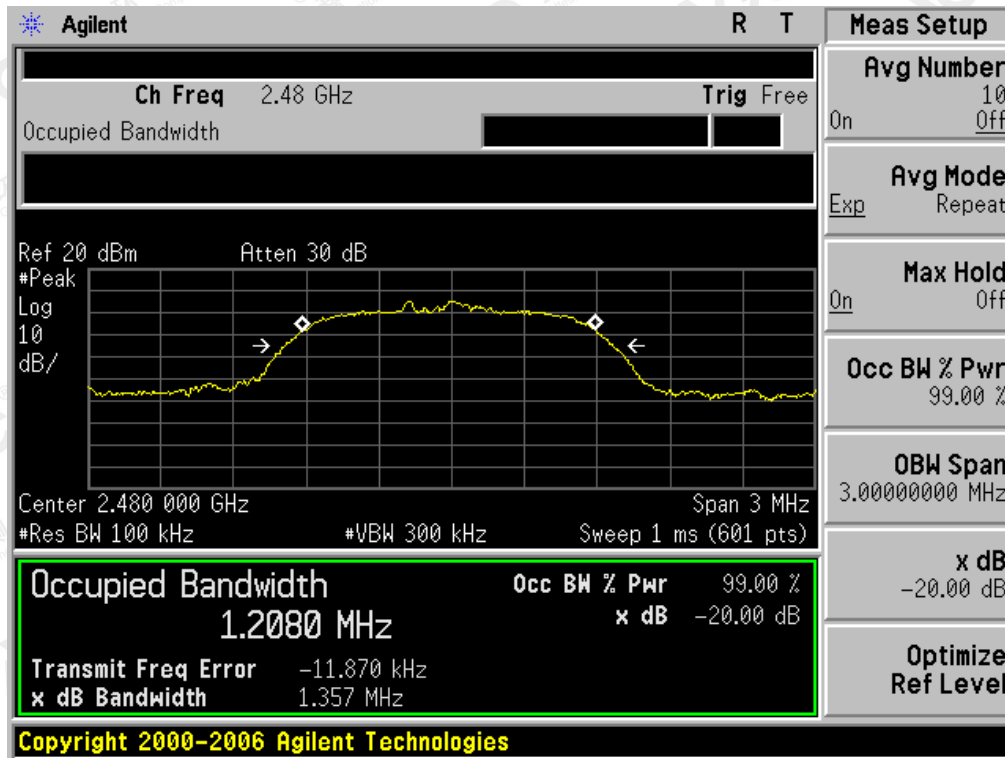 Agilent R T
Ch Freq 2.48 GHz Trig Free
Occupied Bandwidth
Ref 20 dBm Atten 30 dB
#Peak
Log
10
dB/
Center 2.480 000 GHz Span 3 MHz
#Res BW 100 kHz #VBW 300 kHz Sweep 1 ms (601 pts)
Occupied Bandwidth
1.2080 MHz
Occ BW % Pwr 99.00 %
x dB -20.00 dB
Transmit Freq Error -11.870 kHz
x dB Bandwidth 1.357 MHz
Copyright 2000-2006 Agilent Technologies
Meas Setup
Avg Number
10
On Off
Avg Mode
Exp Repeat
Max Hold
On Off
Occ BW % Pwr
99.00 %
OBW Span
3.00000000 MHz
x dB
-20.00 dB
Optimize
Ref Level